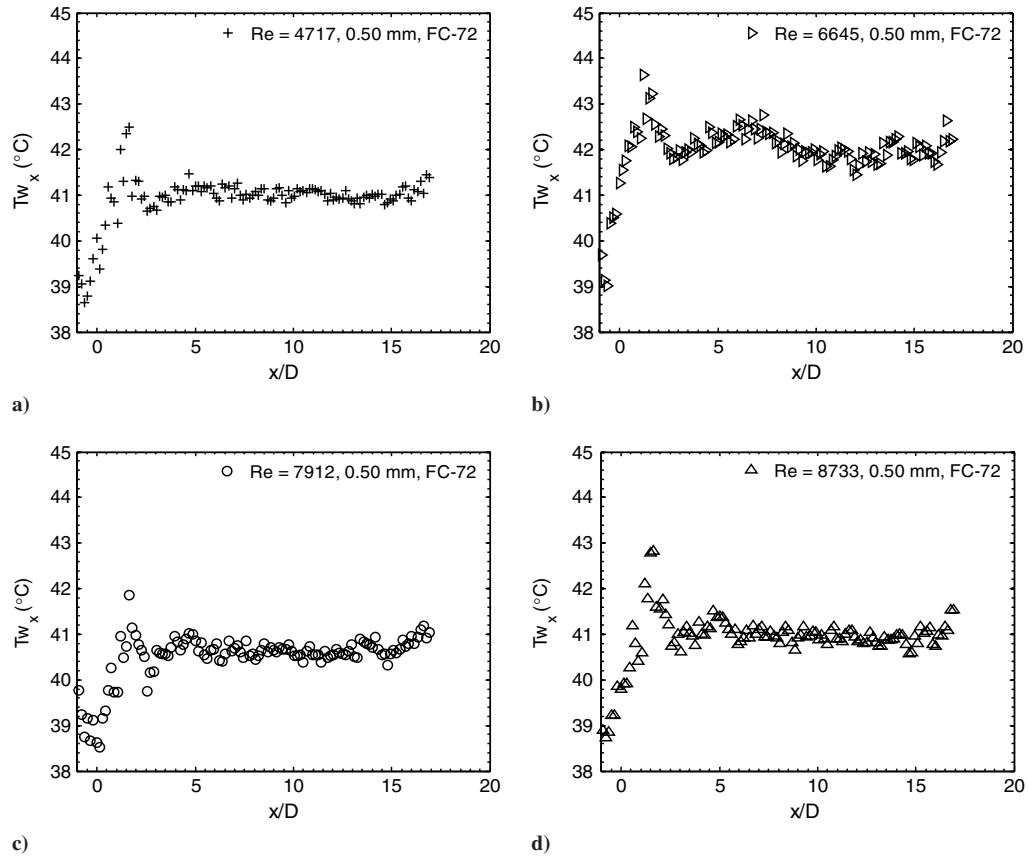 Re = 4717, 0.50 mm, FC-72
45
44
43
42
41
40
39
38
Tw_x (°C)
0 5 10 15 20
x/D
a)
Re = 6645, 0.50 mm, FC-72
45
44
43
42
41
40
39
38
Tw_x (°C)
0 5 10 15 20
x/D
b)
Re = 7912, 0.50 mm, FC-72
45
44
43
42
41
40
39
38
Tw_x (°C)
0 5 10 15 20
x/D
c)
Re = 8733, 0.50 mm, FC-72
45
44
43
42
41
40
39
38
Tw_x (°C)
0 5 10 15 20
x/D
d)